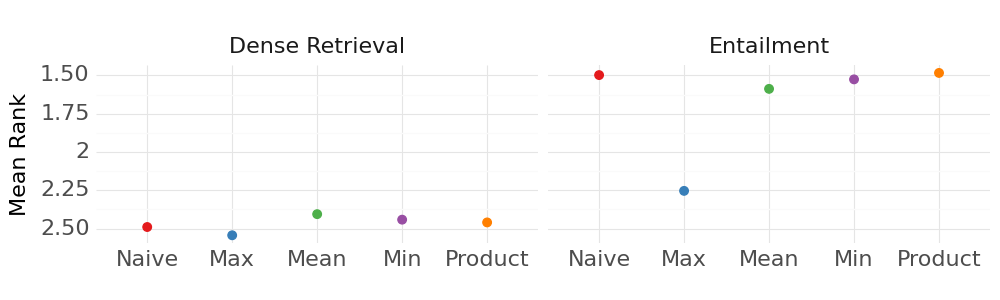 Dense Retrieval
Entailment
Mean Rank
1.50
1.75
2
2.25
2.50
Naive Max Mean Min Product
Naive Max Mean Min Product